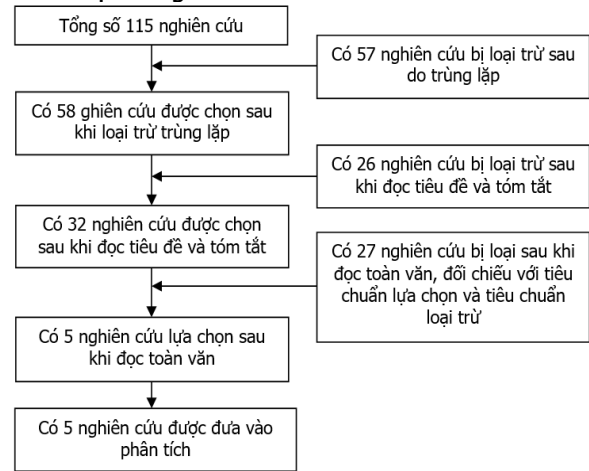 Tổng số 115 nghiên cứu
Có 57 nghiên cứu bị loại trừ sau
do trùng lặp
Có 58 ghiên cứu được chọn sau
khi loại trừ trùng lặp
Có 26 nghiên cứu bị loại trừ sau
khi đọc tiêu đề và tóm tắt
Có 32 nghiên cứu được chọn
sau khi đọc tiêu đề và tóm tắt
Có 27 nghiên cứu bị loại sau khi
đọc toàn văn, đối chiếu với tiêu
chuẩn lựa chọn và tiêu chuẩn
loại trừ
Có 5 nghiên cứu lựa chọn sau
khi đọc toàn văn
Có 5 nghiên cứu được đưa vào
phân tích